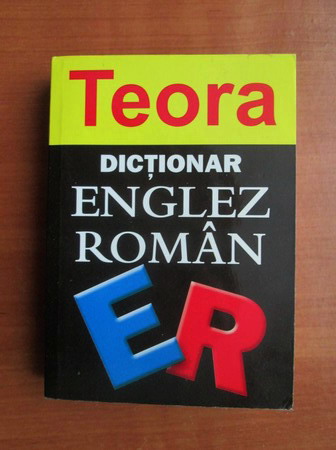 Teora
DICȚIONAR
ENGLEZ
ROMÂN
ER